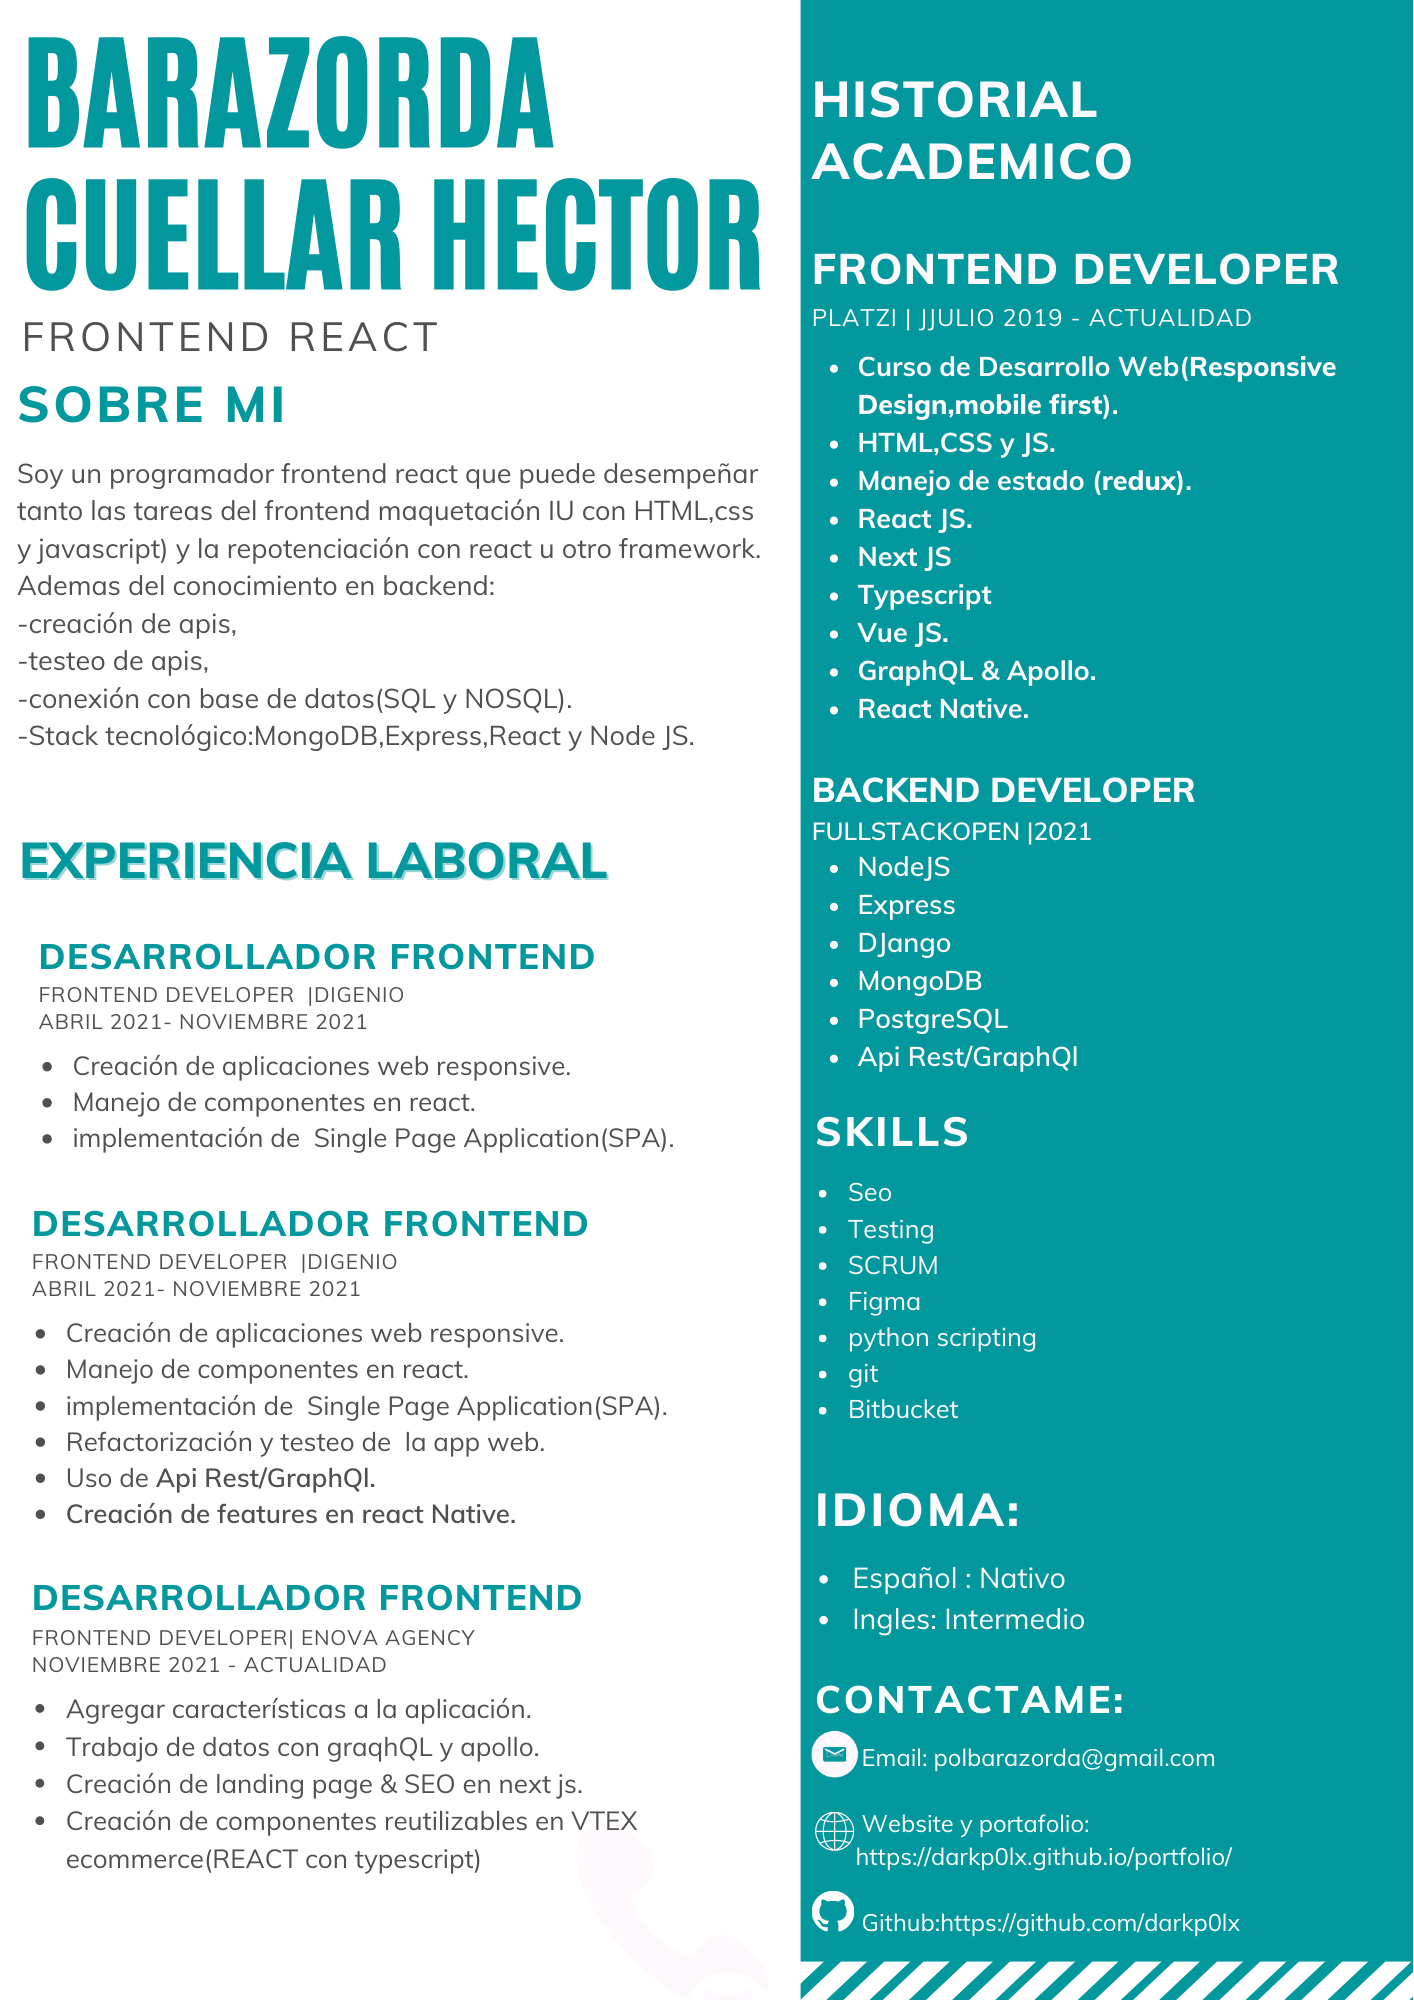 BARAZORDA
CUELLAR HECTOR
FRONTEND REACT
SOBRE MI
Soy un programador frontend react que puede desempeñar
tanto las tareas del frontend maquetación IU con HTML,css
y javascript) y la repotenciación con react u otro framework.
Ademas del conocimiento en backend:
-creación de apis,
-testeo de apis,
-conexión con base de datos(SQL y NOSQL).
-Stack tecnológico:MongoDB,Express,React y Node JS.
EXPERIENCIA LABORAL
DESARROLLADOR FRONTEND
FRONTEND DEVELOPER |DIGENIO
ABRIL 2021- NOVIEMBRE 2021
• Creación de aplicaciones web responsive.
• Manejo de componentes en react.
• implementación de Single Page Application(SPA).
DESARROLLADOR FRONTEND
FRONTEND DEVELOPER |DIGENIO
ABRIL 2021- NOVIEMBRE 2021
• Creación de aplicaciones web responsive.
• Manejo de componentes en react.
• implementación de Single Page Application(SPA).
• Refactorización y testeo de la app web.
• Uso de Api Rest/GraphQl.
• Creación de features en react Native.
DESARROLLADOR FRONTEND
FRONTEND DEVELOPER| ENOVA AGENCY
NOVIEMBRE 2021 - ACTUALIDAD
• Agregar características a la aplicación.
• Trabajo de datos con graqhQL y apollo.
• Creación de landing page & SEO en next js.
• Creación de componentes reutilizables en VTEX
ecommerce(REACT con typescript)
HISTORIAL
ACADEMICO
FRONTEND DEVELOPER
PLATZI | JJULIO 2019 - ACTUALIDAD
• Curso de Desarrollo Web(Responsive
Design,mobile first).
• HTML,CSS y JS.
• Manejo de estado (redux).
• React JS.
• Next JS
• Typescript
• Vue JS.
• GraphQL & Apollo.
• React Native.
BACKEND DEVELOPER
FULLSTACKOPEN |2021
• NodeJS
• Express
• DJango
• MongoDB
• PostgreSQL
• Api Rest/GraphQl
SKILLS
• Seo
• Testing
• SCRUM
• Figma
• python scripting
• git
• Bitbucket
IDIOMA:
• Español : Nativo
• Ingles: Intermedio
CONTACTAME:
Email: polbarazorda@gmail.com
Website y portafolio:
https://darkp0lx.github.io/portfolio/
Github:https://github.com/darkp0lx